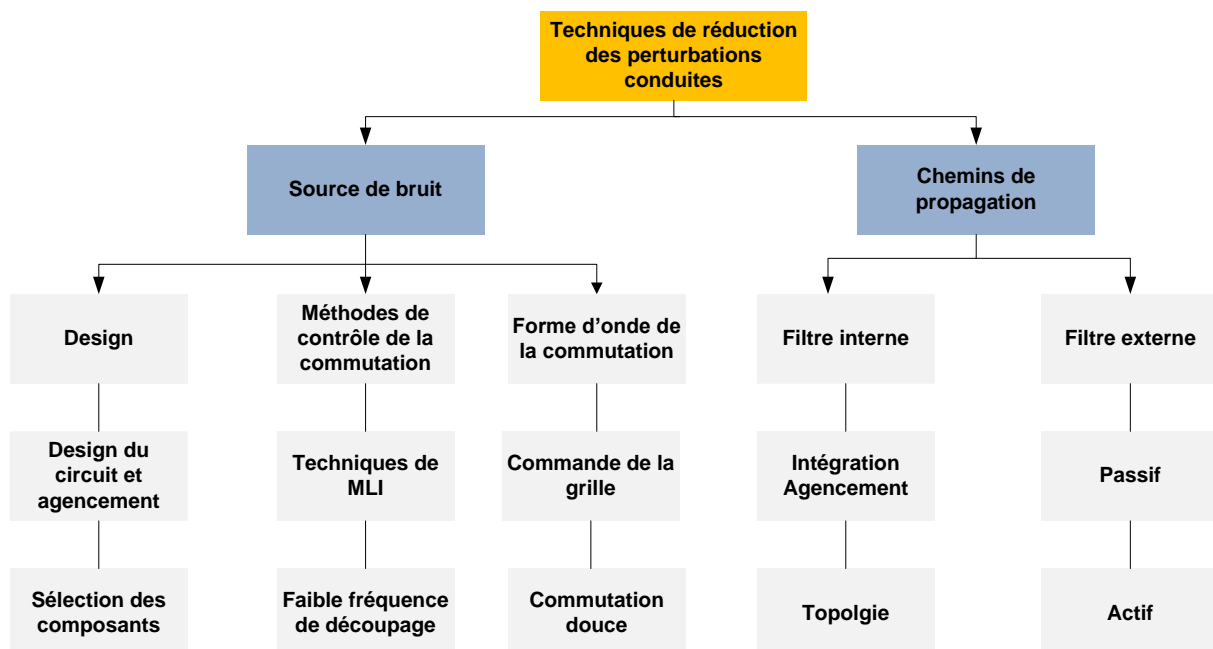 Techniques de réduction
des perturbations
conduites
Source de bruit
Chemins de
propagation
Design
Méthodes de
contrôle de la
commutation
Forme d’onde de
la commutation
Filtre interne
Filtre externe
Design du
circuit et
agencement
Techniques de
MLI
Commande de la
grille
Intégration
Agencement
Passif
Sélection des
composants
Faible fréquence
de découpage
Commutation
douce
Topolgie
Actif